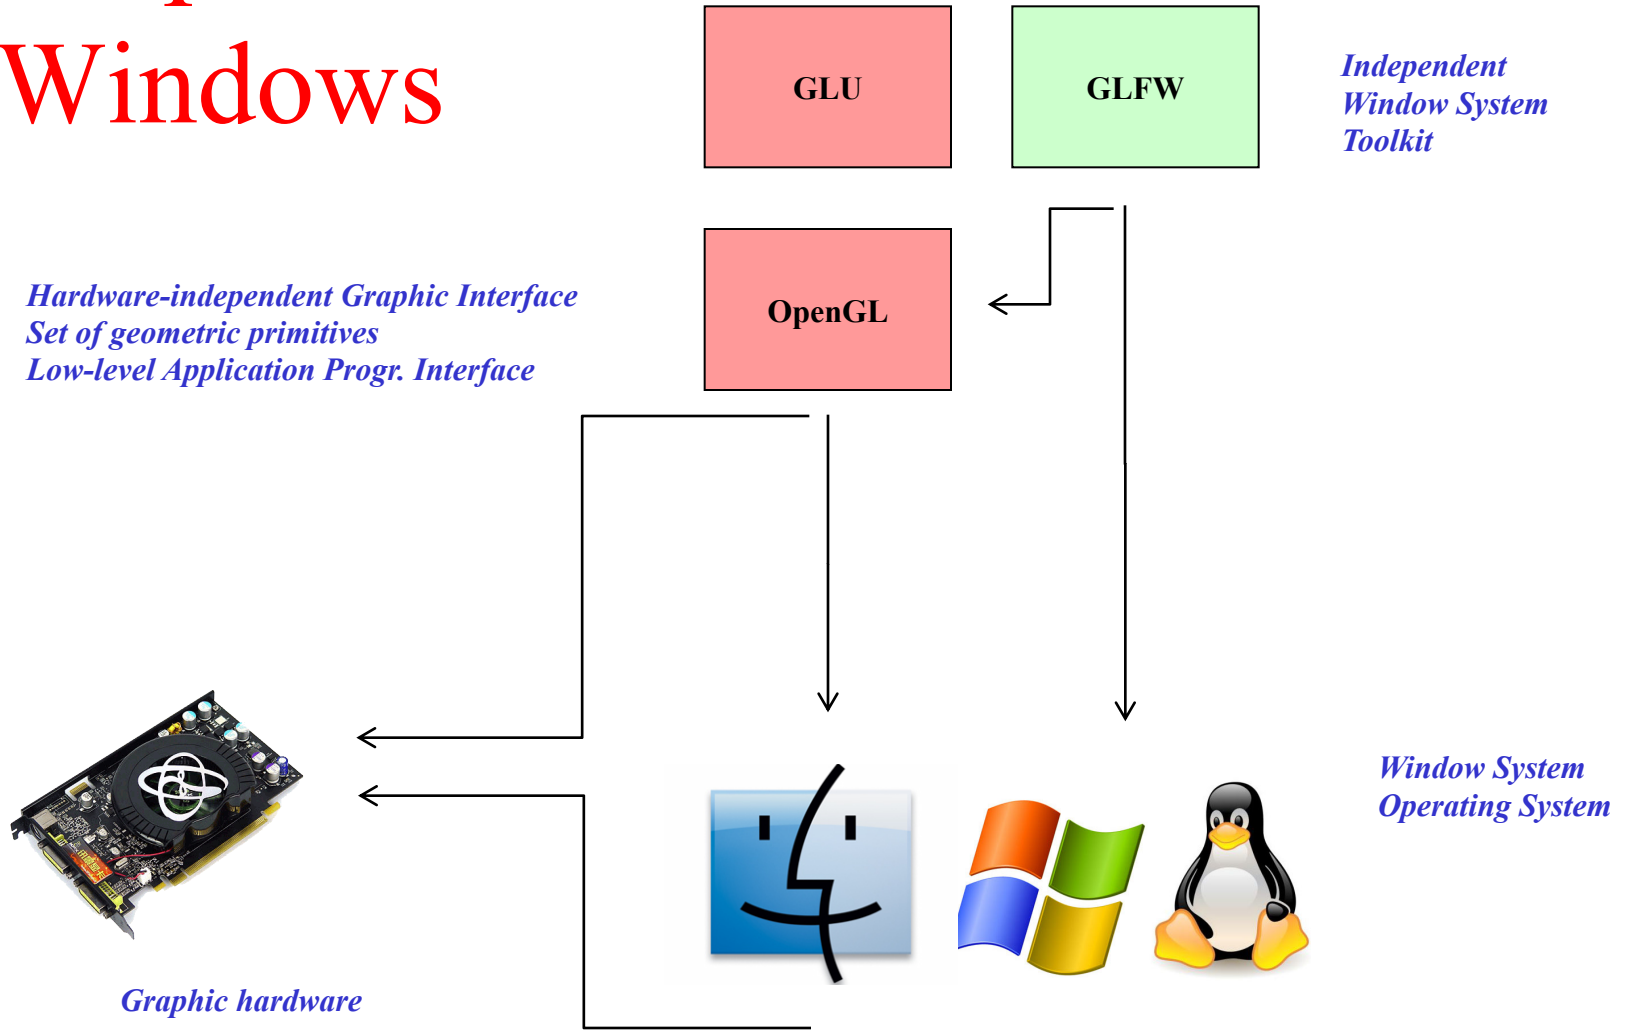 Windows
GLU
GLFW
Independent
Window System
Toolkit
Hardware-independent Graphic Interface
Set of geometric primitives
Low-level Application Progr. Interface
OpenGL
Window System
Operating System
Graphic hardware